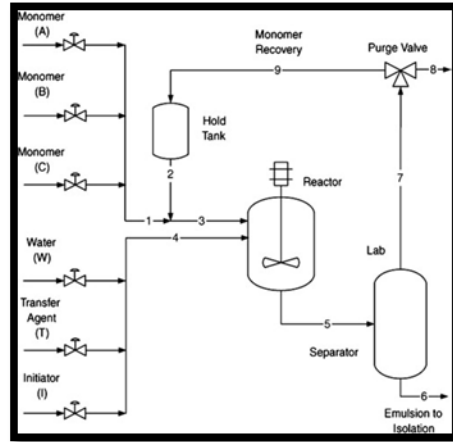 Monomer
(A)
Monomer
(B)
Monomer
(C)
Water
(W)
Transfer
Agent
(T)
Initiator
(I)
Monomer
Recovery
Purge Valve
9
8
Hold
Tank
2
Reactor
7
1
3
4
Lab
5
Separator
6
Emulsion to
Isolation